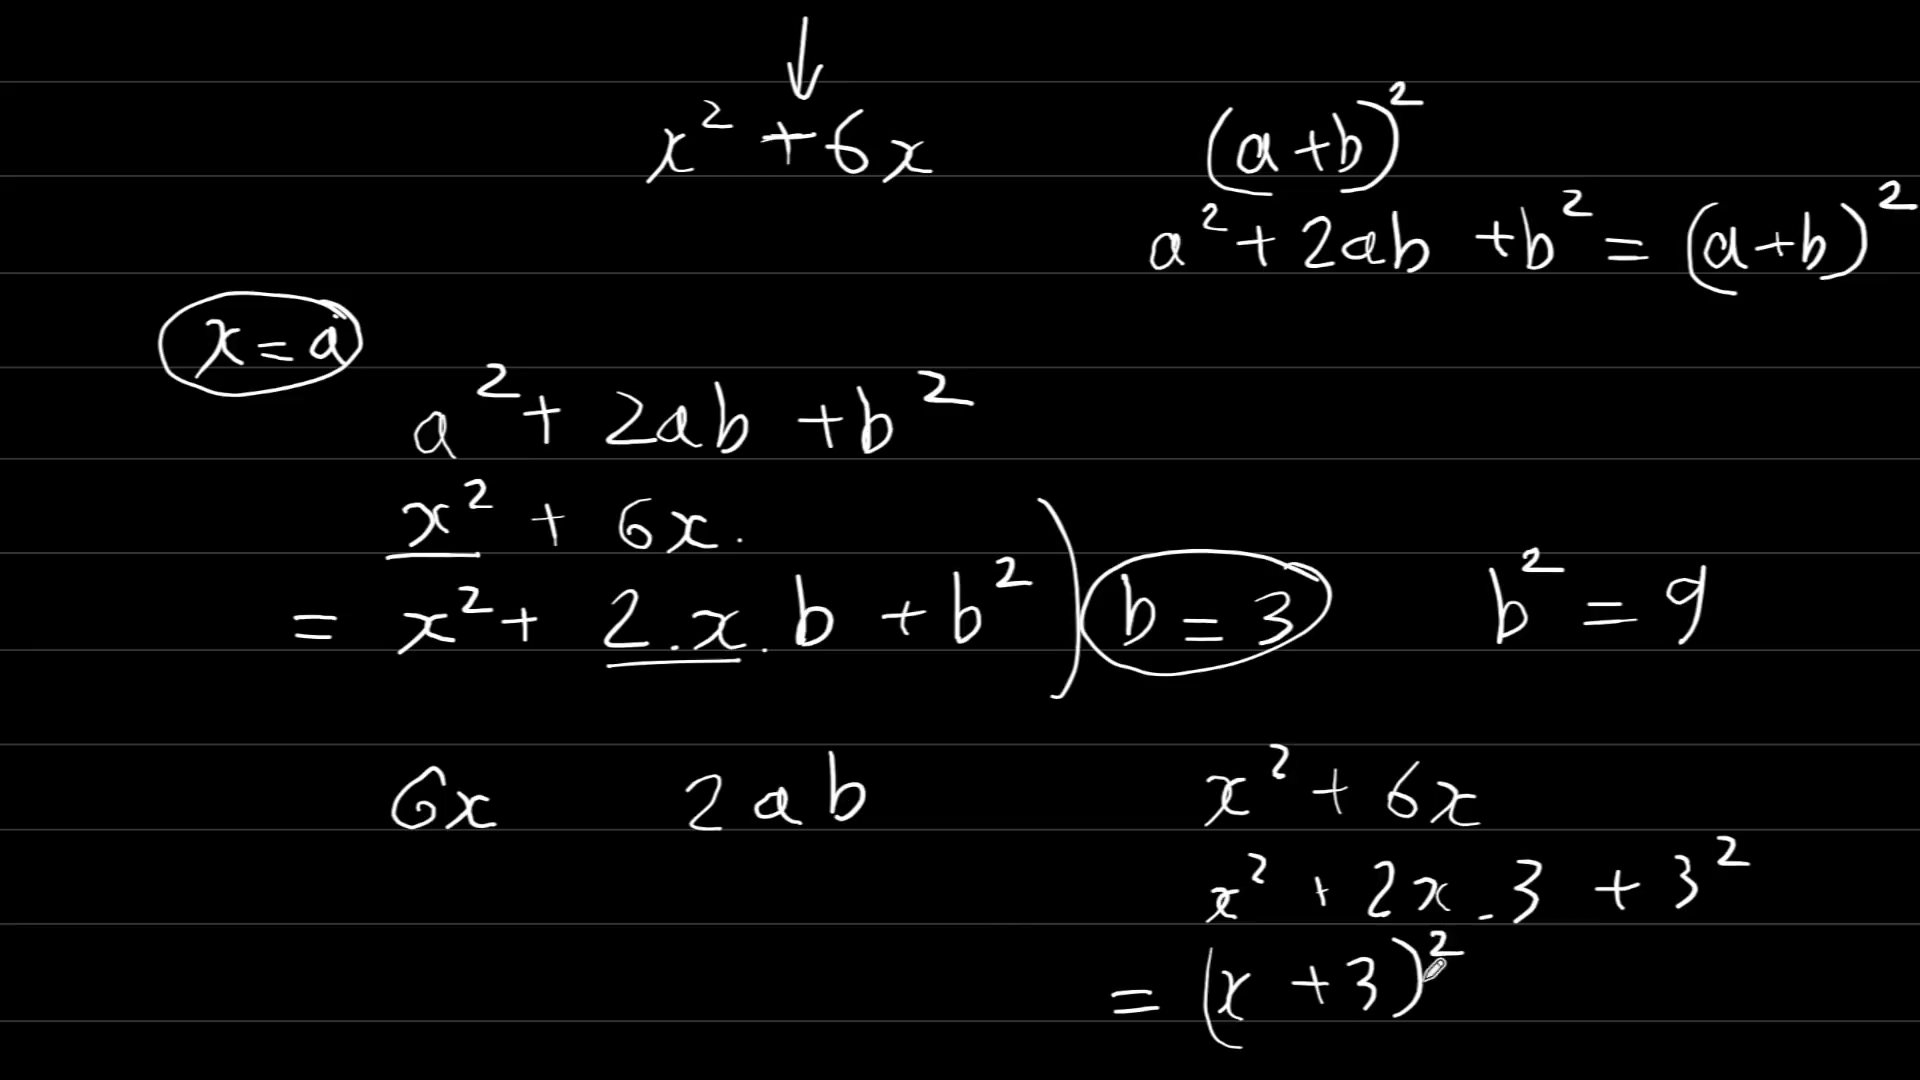 x² + 6x
(a+b)²
a² + 2ab + b² = (a+b)²
x = a
a² + 2ab + b²
x² + 6x.
= x² + 2.x.b + b² ) b = 3
b² = 9
6x 2ab
x² + 6x
x² + 2x.3 + 3²
= (x + 3)²